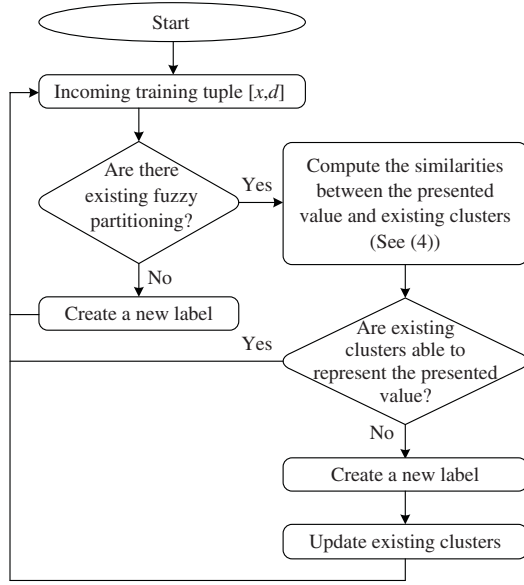 Start
Incoming training tuple [x,d]
Are there
existing fuzzy
partitioning?
Yes
Compute the similarities
between the presented
value and existing clusters
(See (4))
No
Create a new label
Are existing
clusters able to
represent the presented
value?
Yes
No
Create a new label
Update existing clusters